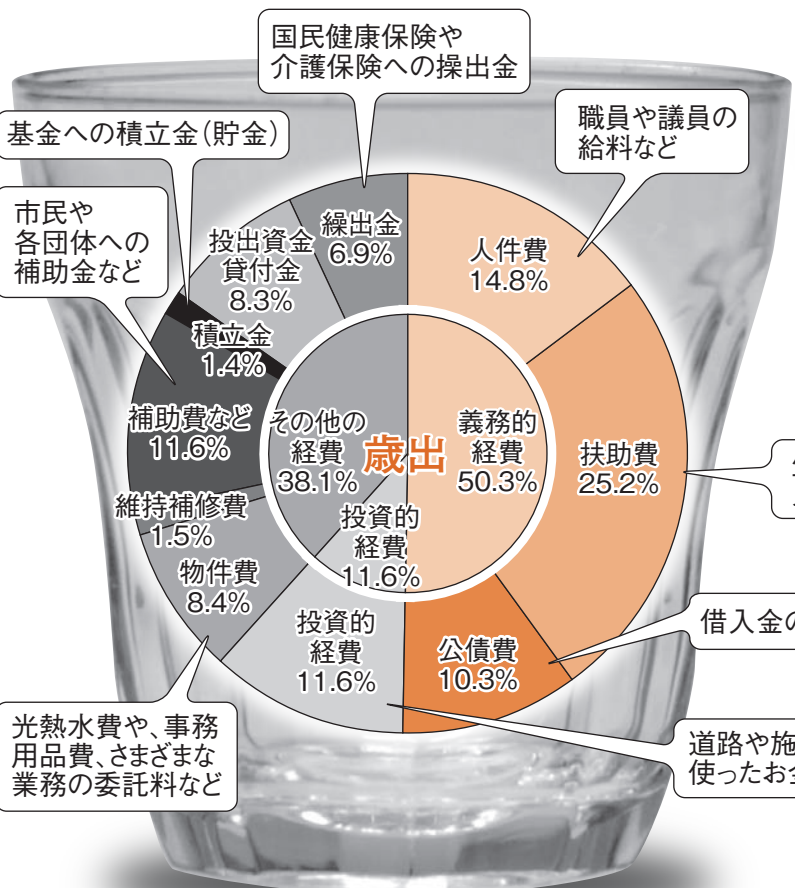 国民健康保険や
介護保険への操出金
職員や議員の
給料など
基金への積立金(貯金)
市民や
各団体への
補助金など
繰出金
6.9%
人件費
14.8%
投出資金
貸付金
8.3%
積立金
1.4%
補助費など
11.6%
その他の
経費
38.1%
歳出
義務的
経費
50.3%
扶助費
25.2%
維持補修費
1.5%
投資的
経費
11.6%
物件費
8.4%
投資的
経費
11.6%
公債費
10.3%
借入金の
光熱水費や、事務
用品費、さまざまな
業務の委託料など
道路や施
使ったお金